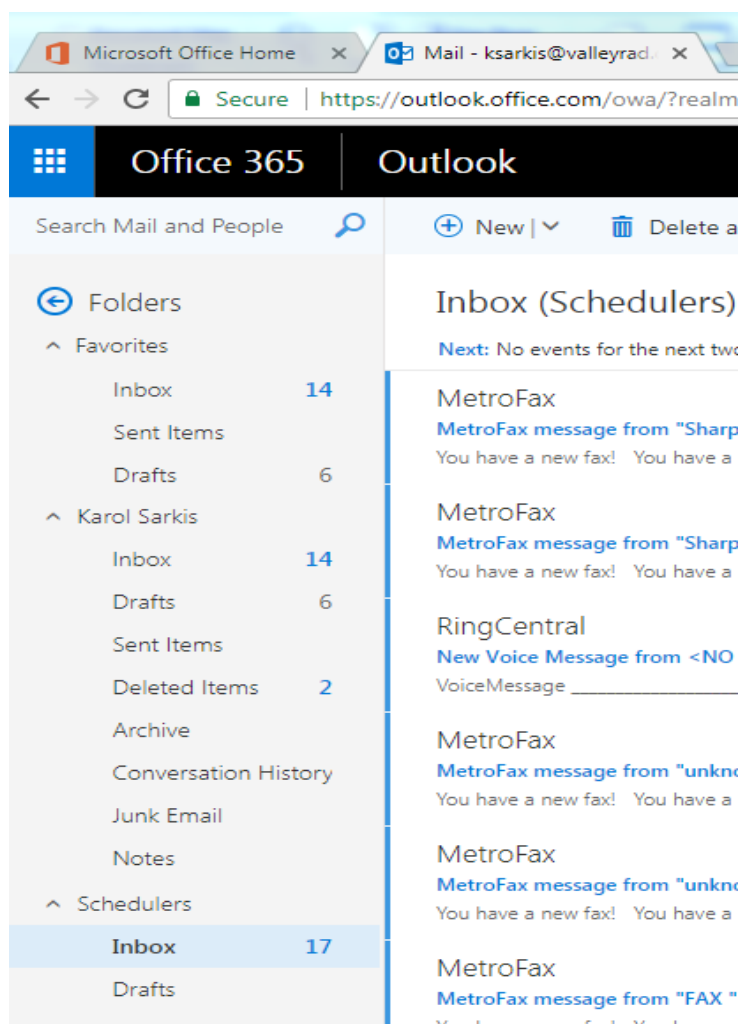 Microsoft Office Home
Mail - ksarkis@valleyrad.
Secure | https://outlook.office.com/owa/?realm
Office 365 Outlook
Search Mail and People
New | Delete a
Folders
Favorites
Inbox 14
Sent Items
Drafts 6
Karol Sarkis
Inbox 14
Drafts 6
Sent Items
Deleted Items 2
Archive
Conversation History
Junk Email
Notes
Schedulers
Inbox 17
Drafts
Inbox (Schedulers)
Next: No events for the next two
MetroFax
MetroFax message from "Sharp
You have a new fax! You have a
MetroFax
MetroFax message from "Sharp
You have a new fax! You have a
RingCentral
New Voice Message from <NO
VoiceMessage ____________________
MetroFax
MetroFax message from "unkno
You have a new fax! You have a
MetroFax
MetroFax message from "unkno
You have a new fax! You have a
MetroFax
MetroFax message from "FAX "